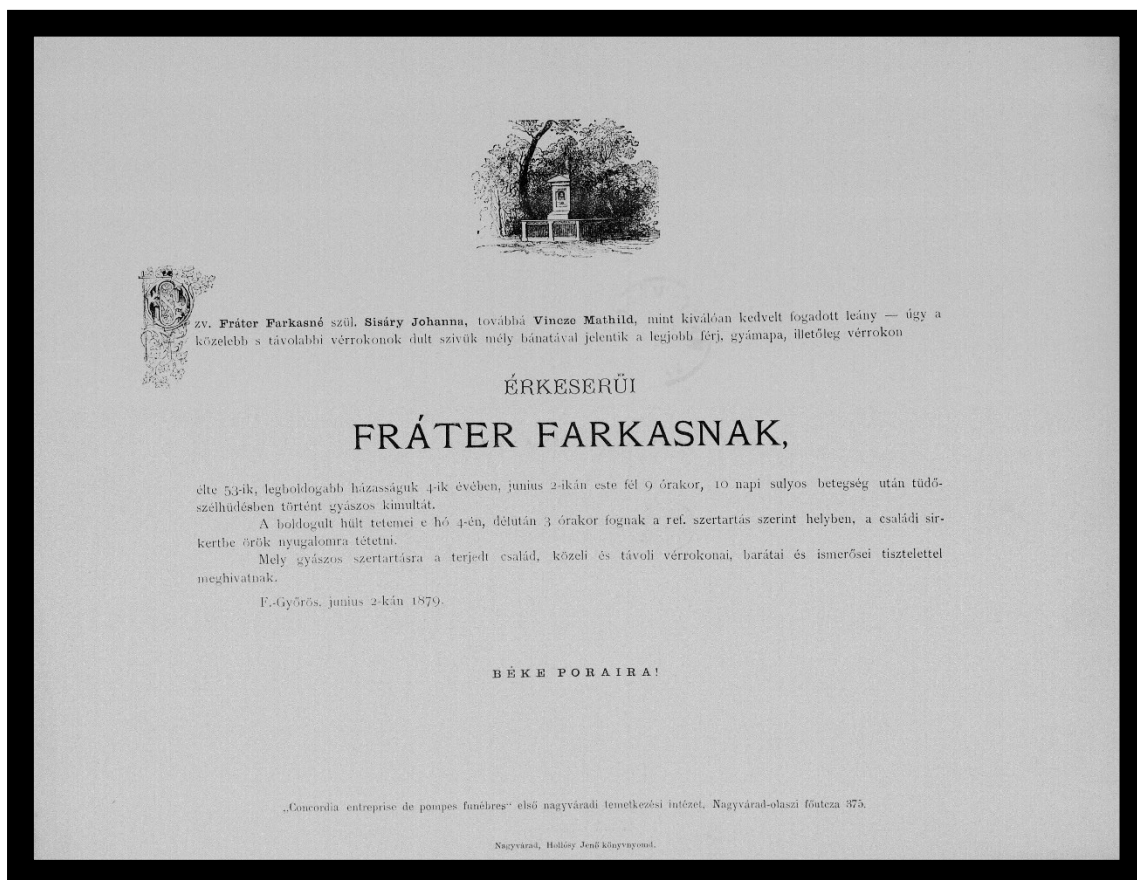 Özv. Fráter Farkasné szül. Sisáry Johanna, továbbá Vincze Mathild, mint kiválóan kedvelt fogadott leány — úgy a
közelebb s távolabbi vérrokonok dult szivük mély bánatával jelentik a legjobb férj, gyámapa, illetőleg vérrokon
ÉRKESERŰI
FRÁTER FARKASNAK,
élte 53-ik, legboldogabb házasságuk 4-ik évében, junius 2-ikán este fél 9 órakor, 10 napi sulyos betegség után tüdő-
szélhüdésben történt gyászos kimultát.
A boldogult hült tetemei e hó 4-én, délután 3 órakor fognak a ref. szertartás szerint helyben, a családi sir-
kertbe örök nyugalomra tétetni.
Mely gyászos szertartásra a terjedt család, közeli és távoli vérrokonai, barátai és ismerősei tisztelettel
meghivatnak.
F.-Győrös, junius 2-kán 1879.
BÉKE PORAIRA!
„Concordia entreprise de pompes funébres“ első nagyváradi temetkezési intézet, Nagyvárad-olaszi főutcza 375.
Nagyvárad, Hollósy Jenő könyvnyomd.